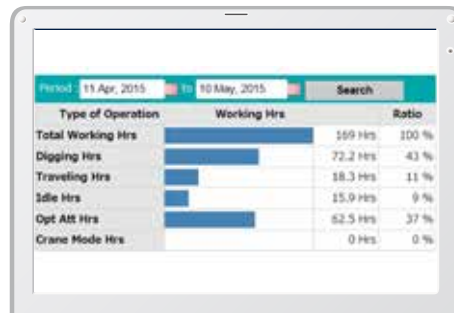 Period : 11 Apr, 2015 to 10 May, 2015 Search
Type of Operation Working Hrs Ratio
Total Working Hrs 169 Hrs 100 %
Digging Hrs 72.2 Hrs 43 %
Traveling Hrs 18.3 Hrs 11 %
Idle Hrs 15.9 Hrs 9 %
Opt Att Hrs 62.5 Hrs 37 %
Crane Mode Hrs 0 Hrs 0 %